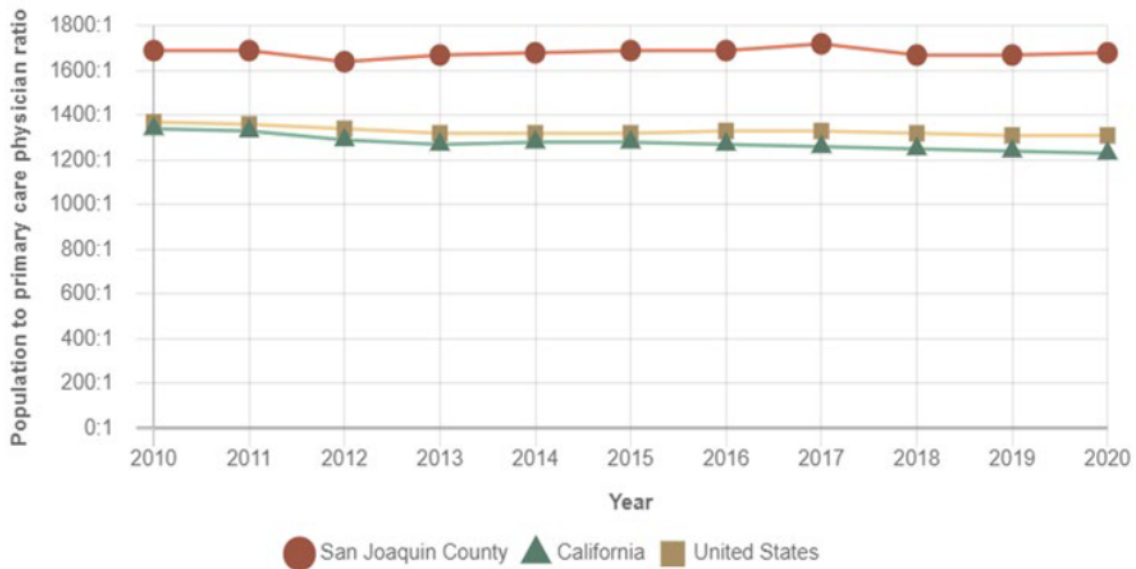 Population to primary care physician ratio
1800:1
1600:1
1400:1
1200:1
1000:1
800:1
600:1
400:1
200:1
0:1
2010 2011 2012 2013 2014 2015 2016 2017 2018 2019 2020
Year
San Joaquin County California United States